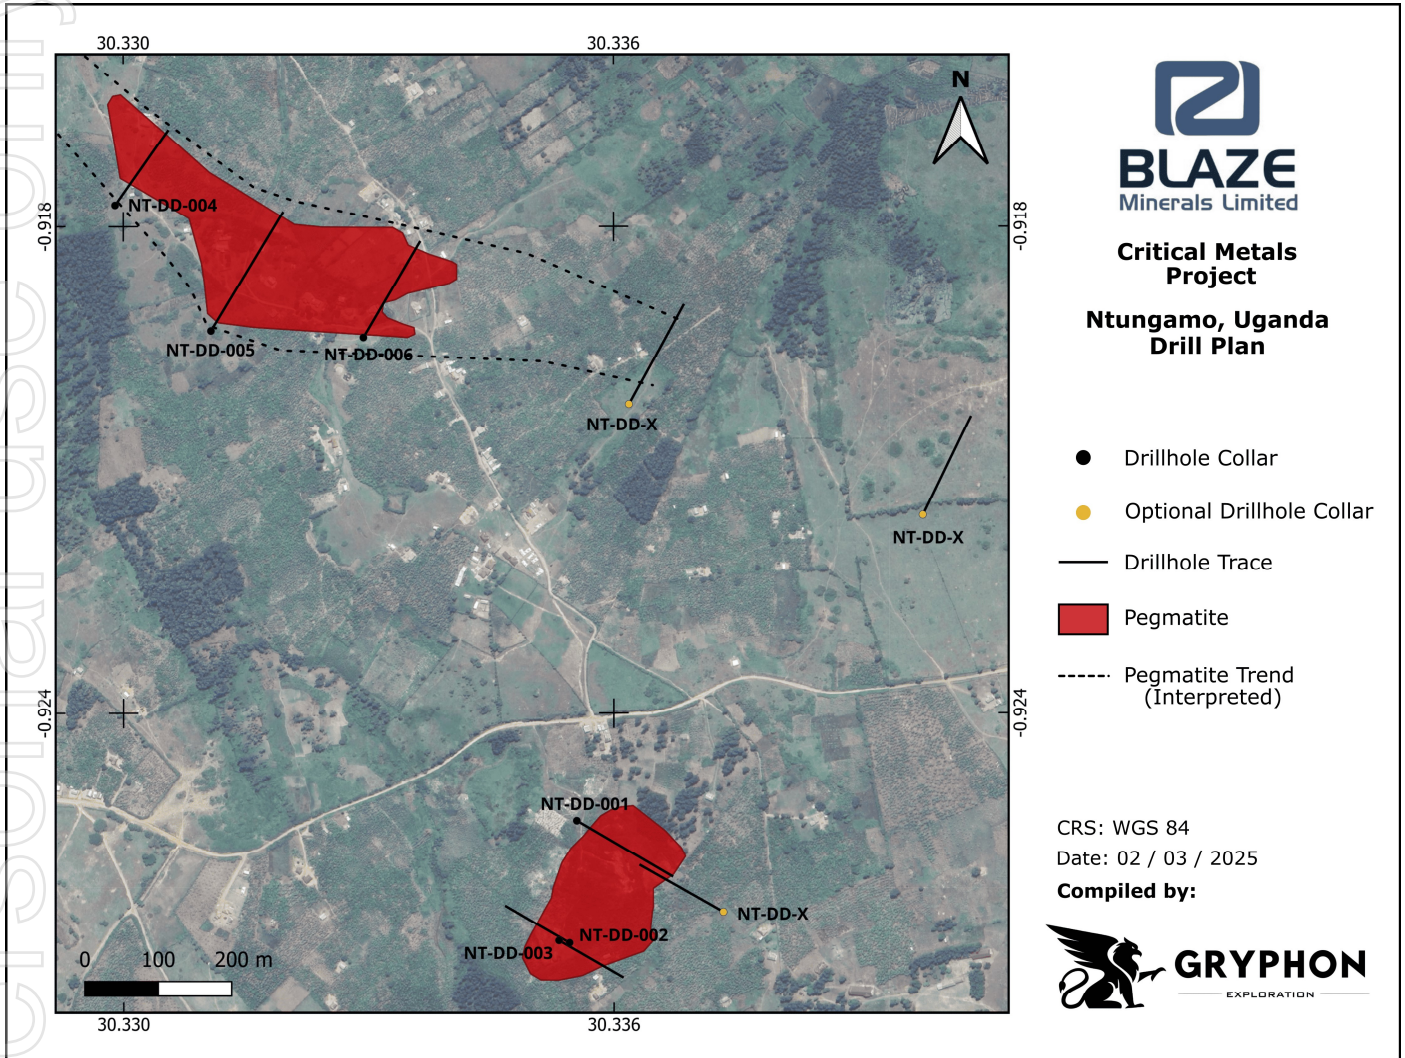 30.330
30.336
N
-0.918
-0.918
NT-DD-004
NT-DD-005
NT-DD-006
NT-DD-X
NT-DD-X
-0.924
-0.924
NT-DD-001
NT-DD-X
NT-DD-002
NT-DD-003
0 100 200 m
30.330
30.336
BLAZE
Minerals Limited
Critical Metals
Project
Ntungamo, Uganda
Drill Plan
Drillhole Collar
Optional Drillhole Collar
Drillhole Trace
Pegmatite
Pegmatite Trend
(Interpreted)
CRS: WGS 84
Date: 02 / 03 / 2025
Compiled by:
GRYPHON
EXPLORATION